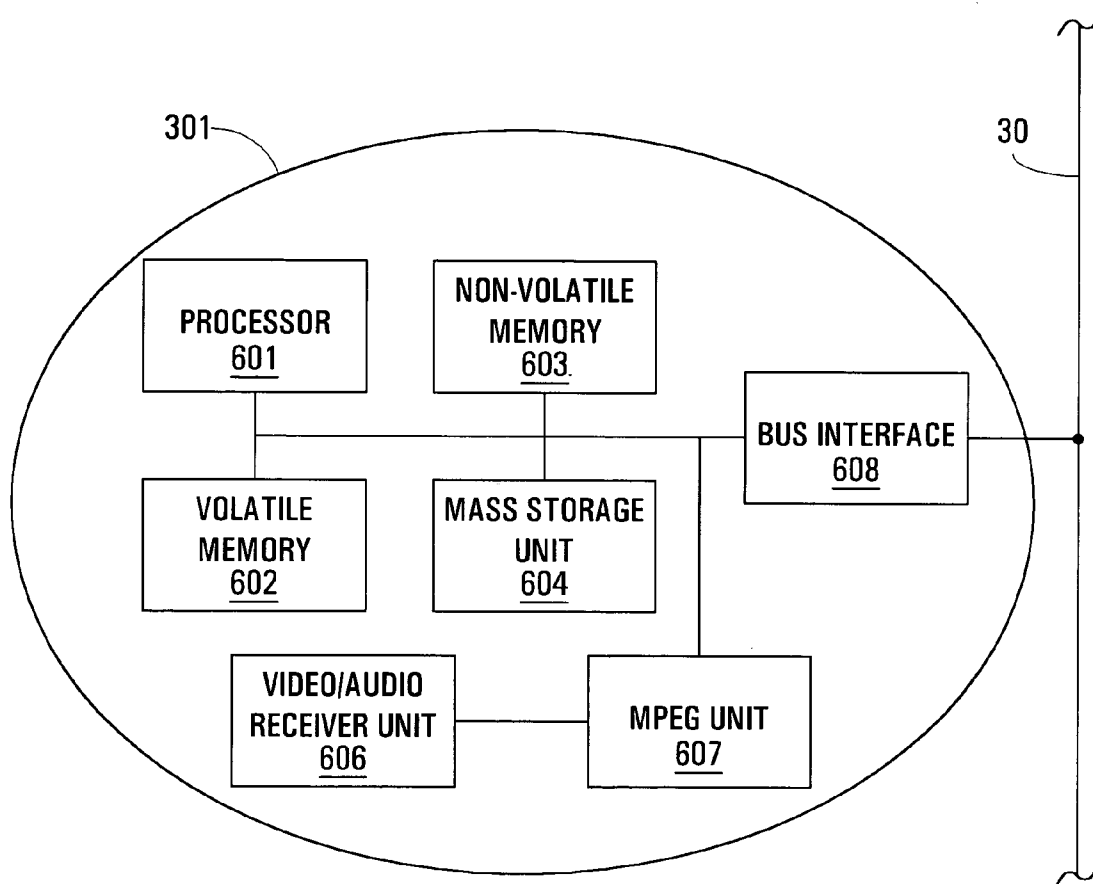 301
30
PROCESSOR
601
NON-VOLATILE
MEMORY
603.
BUS INTERFACE
608
VOLATILE
MEMORY
602
MASS STORAGE
UNIT
604
VIDEO/AUDIO
RECEIVER UNIT
606
MPEG UNIT
607